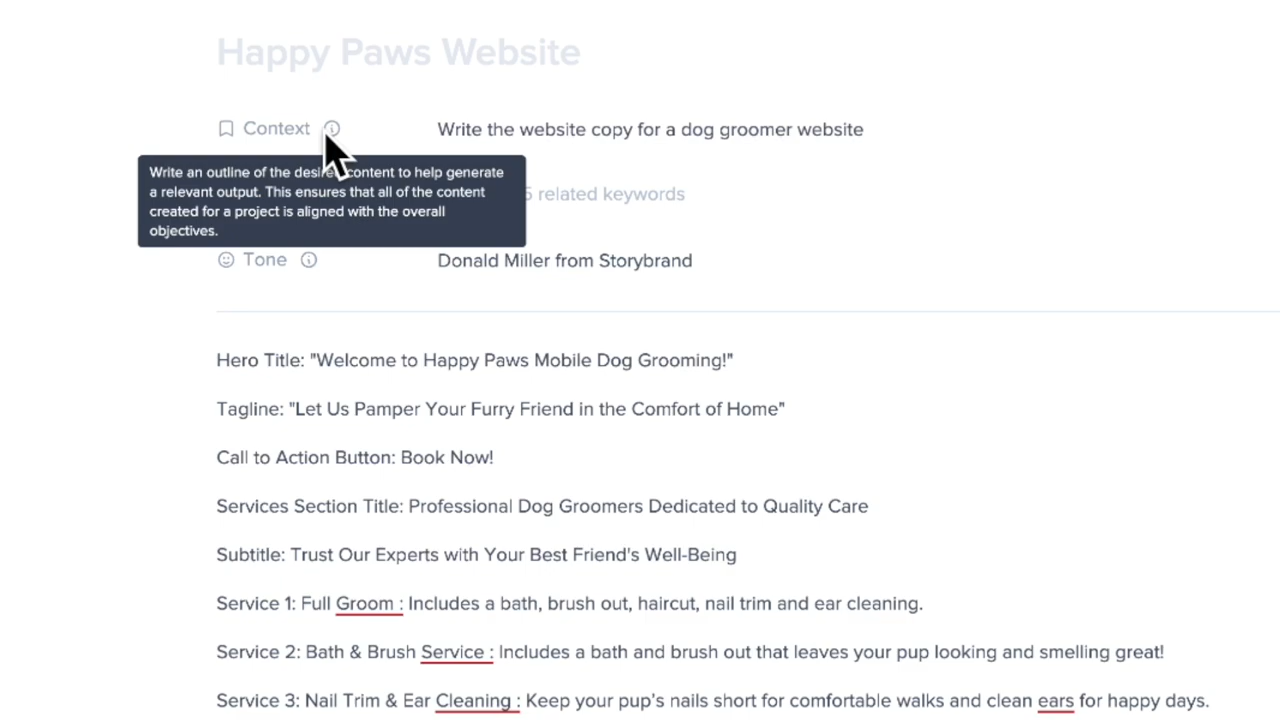 Happy Paws Website
Context
Write the website copy for a dog groomer website
Write an outline of the desired content to help generate
a relevant output. This ensures that all of the content
created for a project is aligned with the overall
objectives.
5 related keywords
Tone
Donald Miller from Storybrand
Hero Title: "Welcome to Happy Paws Mobile Dog Grooming!"
Tagline: "Let Us Pamper Your Furry Friend in the Comfort of Home"
Call to Action Button: Book Now!
Services Section Title: Professional Dog Groomers Dedicated to Quality Care
Subtitle: Trust Our Experts with Your Best Friend's Well-Being
Service 1: Full Groom : Includes a bath, brush out, haircut, nail trim and ear cleaning.
Service 2: Bath & Brush Service : Includes a bath and brush out that leaves your pup looking and smelling great!
Service 3: Nail Trim & Ear Cleaning : Keep your pup's nails short for comfortable walks and clean ears for happy days.